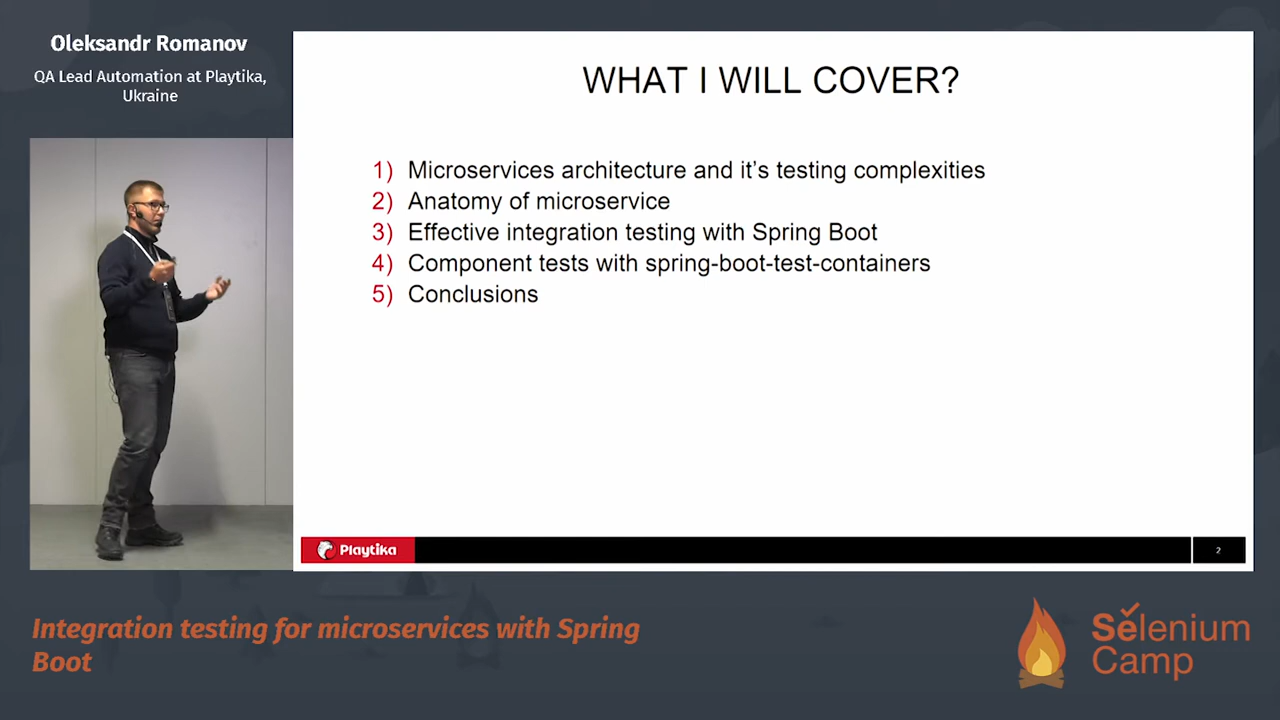 Oleksandr Romanov
QA Lead Automation at Playtika,
Ukraine
WHAT I WILL COVER?
1) Microservices architecture and it's testing complexities
2) Anatomy of microservice
3) Effective integration testing with Spring Boot
4) Component tests with spring-boot-test-containers
5) Conclusions
Playtika
2
Integration testing for microservices with Spring
Boot
Selenium
Camp